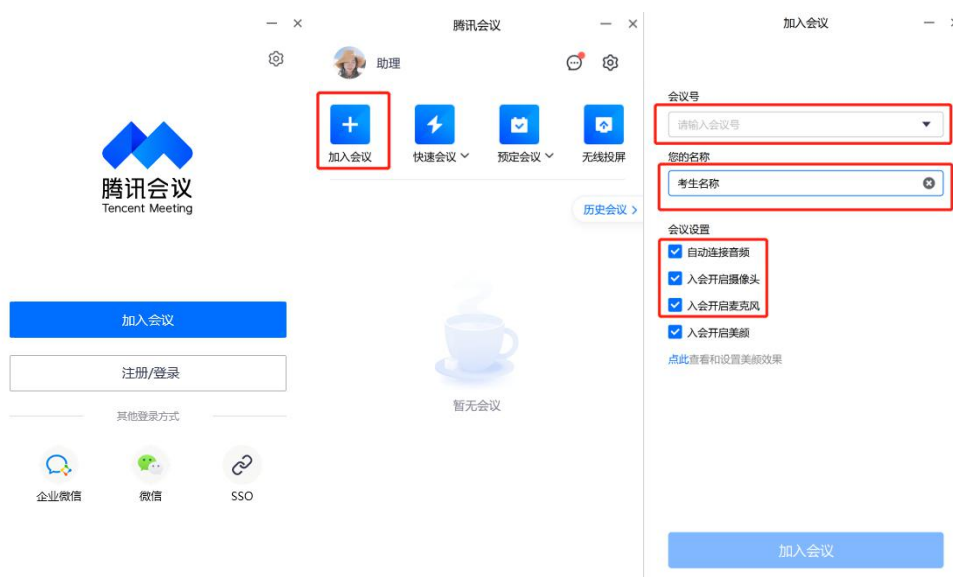 腾讯会议
Tencent Meeting
加入会议
注册/登录
其他登录方式
企业微信
微信
SSO
腾讯会议
助理
加入会议
快速会议
预定会议
无线投屏
历史会议
暂无会议
加入会议
会议号
请输入会议号
您的名称
考生名称
会议设置
自动连接音频
入会开启摄像头
入会开启麦克风
入会开启美颜
点此查看和设置美颜效果
加入会议